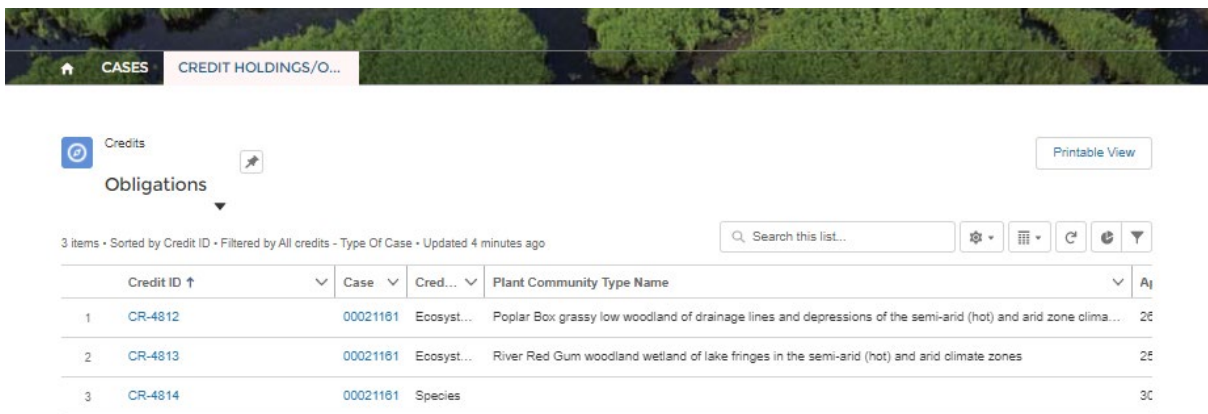 CASES CREDIT HOLDINGS/O...
Credits
Printable View
Obligations
3 items • Sorted by Credit ID • Filtered by All credits - Type Of Case • Updated 4 minutes ago
Search this list...
Credit ID ↑ Case Cred... Plant Community Type Name
1 CR-4812 00021161 Ecosyst... Poplar Box grassy low woodland of drainage lines and depressions of the semi-arid (hot) and arid zone clima... 26
2 CR-4813 00021161 Ecosyst... River Red Gum woodland wetland of lake fringes in the semi-arid (hot) and arid climate zones
3 CR-4814 00021161 Species 30